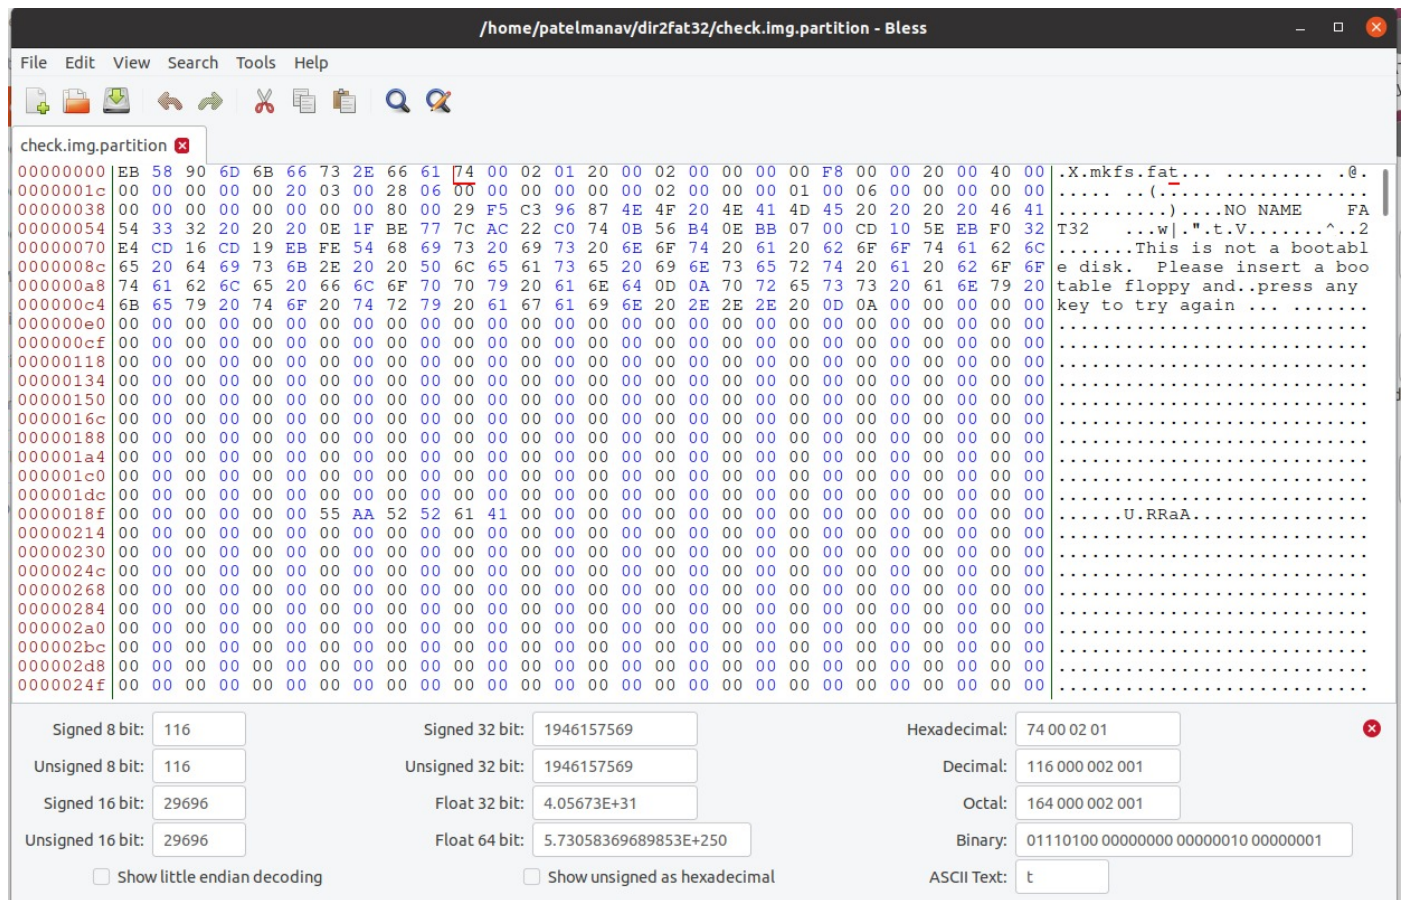 /home/patelmanav/dir2fat32/check.img.partition - Bless
File Edit View Search Tools Help
check.img.partition
00000000 EB 58 90 6D 6B 66 73 2E 66 61 74 00 02 01 20 00 02 00 00 00 00 F8 00 00 20 00 40 00 .X.mkfs.fat... ......... .@.
0000001c 00 00 00 00 00 20 03 00 28 06 00 00 00 00 00 00 02 00 00 00 01 00 06 00 00 00 00 00 ..... ..(...................
00000038 00 00 00 00 00 00 00 00 80 00 29 F5 C3 96 87 4E 4F 20 4E 41 4D 45 20 20 20 20 46 41 ..........)....NO NAME    FA
00000054 54 33 32 20 20 20 0E 1F BE 77 7C AC 22 C0 74 0B 56 B4 0E BB 07 00 CD 10 5E EB F0 32 T32   ...w|.".t.V.......^..2
00000070 E4 CD 16 CD 19 EB FE 54 68 69 73 20 69 73 20 6E 6F 74 20 61 20 62 6F 6F 74 61 62 6C .......This is not a bootabl
0000008c 65 20 64 69 73 6B 2E 20 20 50 6C 65 61 73 65 20 69 6E 73 65 72 74 20 61 20 62 6F 6F e disk.  Please insert a boo
000000a8 74 61 62 6C 65 20 66 6C 6F 70 70 79 20 61 6E 64 0D 0A 70 72 65 73 73 20 61 6E 79 20 table floppy and..press any
000000c4 6B 65 79 20 74 6F 20 74 72 79 20 61 67 61 69 6E 20 2E 2E 2E 20 0D 0A 00 00 00 00 00 key to try again ... .......
000000e0 00 00 00 00 00 00 00 00 00 00 00 00 00 00 00 00 00 00 00 00 00 00 00 00 00 00 00 00 ............................
000000cf 00 00 00 00 00 00 00 00 00 00 00 00 00 00 00 00 00 00 00 00 00 00 00 00 00 00 00 00 ............................
00000118 00 00 00 00 00 00 00 00 00 00 00 00 00 00 00 00 00 00 00 00 00 00 00 00 00 00 00 00 ............................
00000134 00 00 00 00 00 00 00 00 00 00 00 00 00 00 00 00 00 00 00 00 00 00 00 00 00 00 00 00 ............................
00000150 00 00 00 00 00 00 00 00 00 00 00 00 00 00 00 00 00 00 00 00 00 00 00 00 00 00 00 00 ............................
0000016c 00 00 00 00 00 00 00 00 00 00 00 00 00 00 00 00 00 00 00 00 00 00 00 00 00 00 00 00 ............................
00000188 00 00 00 00 00 00 00 00 00 00 00 00 00 00 00 00 00 00 00 00 00 00 00 00 00 00 00 00 ............................
000001a4 00 00 00 00 00 00 00 00 00 00 00 00 00 00 00 00 00 00 00 00 00 00 00 00 00 00 00 00 ............................
000001c0 00 00 00 00 00 00 00 00 00 00 00 00 00 00 00 00 00 00 00 00 00 00 00 00 00 00 00 00 ............................
000001dc 00 00 00 00 00 00 00 00 00 00 00 00 00 00 00 00 00 00 00 00 00 00 00 00 00 00 00 00 ............................
0000018f 00 00 00 00 00 00 55 AA 52 52 61 41 00 00 00 00 00 00 00 00 00 00 00 00 00 00 00 00 ......U.RRaA................
00000214 00 00 00 00 00 00 00 00 00 00 00 00 00 00 00 00 00 00 00 00 00 00 00 00 00 00 00 00 ............................
00000230 00 00 00 00 00 00 00 00 00 00 00 00 00 00 00 00 00 00 00 00 00 00 00 00 00 00 00 00 ............................
0000024c 00 00 00 00 00 00 00 00 00 00 00 00 00 00 00 00 00 00 00 00 00 00 00 00 00 00 00 00 ............................
00000268 00 00 00 00 00 00 00 00 00 00 00 00 00 00 00 00 00 00 00 00 00 00 00 00 00 00 00 00 ............................
00000284 00 00 00 00 00 00 00 00 00 00 00 00 00 00 00 00 00 00 00 00 00 00 00 00 00 00 00 00 ............................
000002a0 00 00 00 00 00 00 00 00 00 00 00 00 00 00 00 00 00 00 00 00 00 00 00 00 00 00 00 00 ............................
000002bc 00 00 00 00 00 00 00 00 00 00 00 00 00 00 00 00 00 00 00 00 00 00 00 00 00 00 00 00 ............................
000002d8 00 00 00 00 00 00 00 00 00 00 00 00 00 00 00 00 00 00 00 00 00 00 00 00 00 00 00 00 ............................
0000024f 00 00 00 00 00 00 00 00 00 00 00 00 00 00 00 00 00 00 00 00 00 00 00 00 00 00 00 00 ............................
Signed 8 bit: 116 Signed 32 bit: 1946157569 Hexadecimal: 74 00 02 01
Unsigned 8 bit: 116 Unsigned 32 bit: 1946157569 Decimal: 116 000 002 001
Signed 16 bit: 29696 Float 32 bit: 4.05673E+31 Octal: 164 000 002 001
Unsigned 16 bit: 29696 Float 64 bit: 5.73058369689853E+250 Binary: 01110100 00000000 00000010 00000001
Show little endian decoding Show unsigned as hexadecimal ASCII Text: t